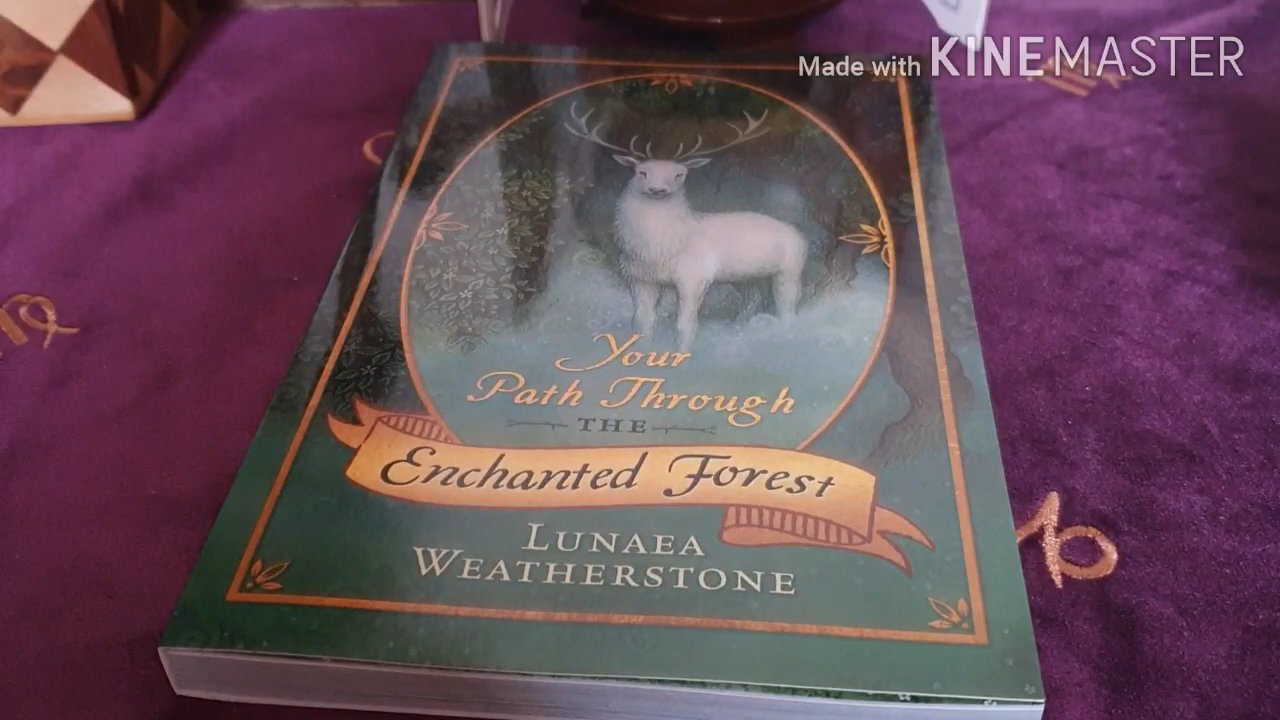 Made with KINEMASTER
Your
Path Through
THE
Enchanted Forest
LUNAEA
WEATHERSTONE